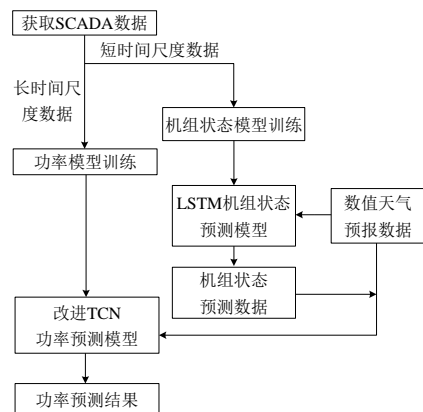 获取SCADA数据
短时间尺度数据
长时间尺
度数据
机组状态模型训练
功率模型训练
LSTM机组状态
预测模型
数值天气
预报数据
机组状态
预测数据
改进TCN
功率预测模型
功率预测结果